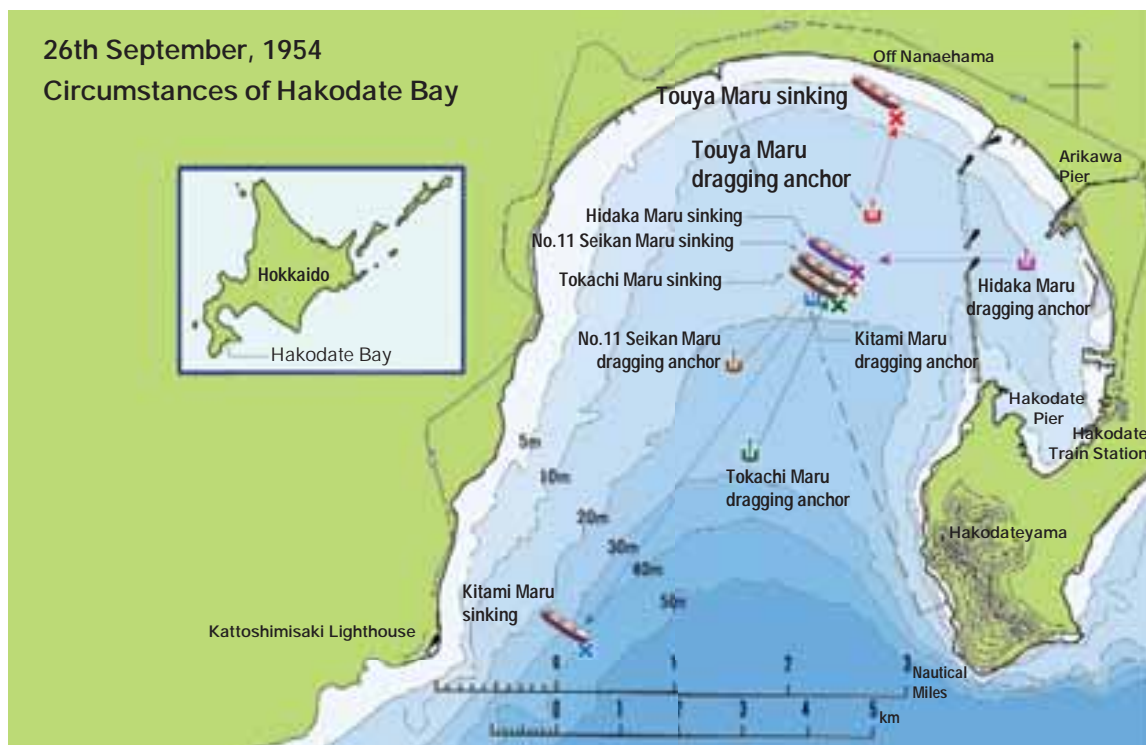 26th September, 1954
Circumstances of Hakodate Bay
Off Nanaehama
Touya Maru sinking
Touya Maru
dragging anchor
Arikawa
Pier
Hidaka Maru sinking
No.11 Seikan Maru sinking
Tokachi Maru sinking
Hokkaido
Hakodate Bay
Hidaka Maru
dragging anchor
No.11 Seikan Maru
dragging anchor
Kitami Maru
dragging anchor
Hakodate
Pier
Hakodate
Train Station
5m
10m
20m
30m
40m
50m
Tokachi Maru
dragging anchor
Hakodateyama
Kitami Maru
sinking
Kattoshimisaki Lighthouse
0 1 2 3
Nautical
Miles
0 1 2 3 4 5
km